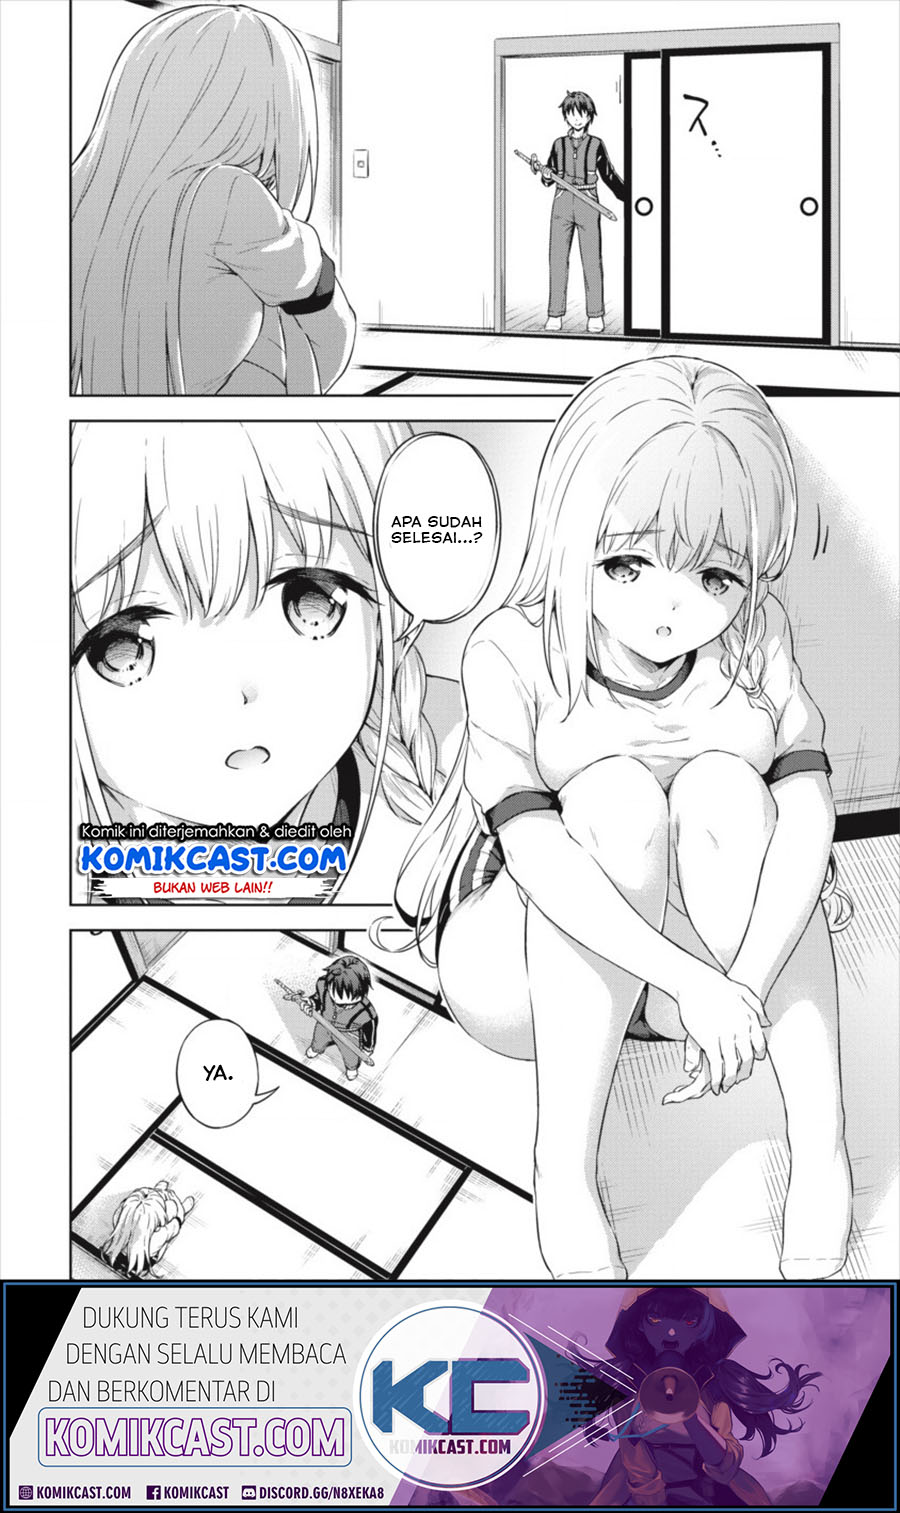 ス...
APA SUDAH
SELESAI...?
Komik ini diterjemahkan & diedit oleh
KOMIKCAST.COM
BUKAN WEB LAIN!!
YA.
DUKUNG TERUS KAMI
DENGAN SELALU MEMBACA
DAN BERKOMENTAR DI
KOMIKCAST.COM
KOMIKCAST.COM
KOMIKCAST
DISCORD.GG/N8XEKA8
KC
KOMIKCAST.COM